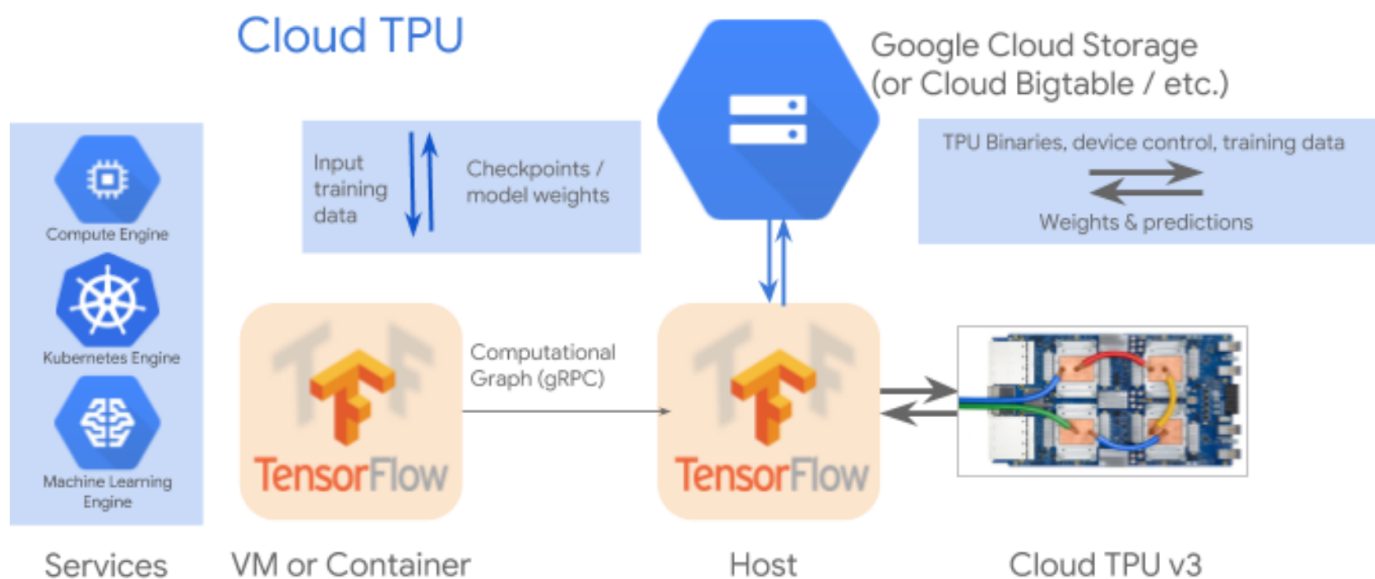 Cloud TPU
Google Cloud Storage
(or Cloud Bigtable / etc.)
Input
training
data
Checkpoints /
model weights
TPU Binaries, device control, training data
Weights & predictions
Compute Engine
Kubernetes Engine
Machine Learning
Engine
TF
TensorFlow
Computational
Graph (gRPC)
TF
TensorFlow
Services
VM or Container
Host
Cloud TPU v3